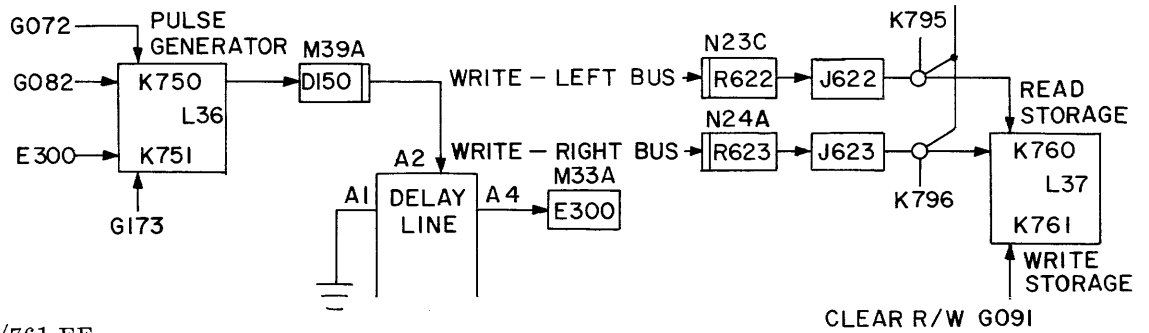 G072
PULSE
GENERATOR
G082
K750
L36
E300
K751
G173
M39A
D150
A2
A1
DELAY
LINE
A4
M33A
E300
WRITE – LEFT BUS
N23C
R622
J622
K795
WRITE – RIGHT BUS
N24A
R623
J623
K796
READ
STORAGE
K760
L37
K761
WRITE
STORAGE
CLEAR R/W G091
/761 FF